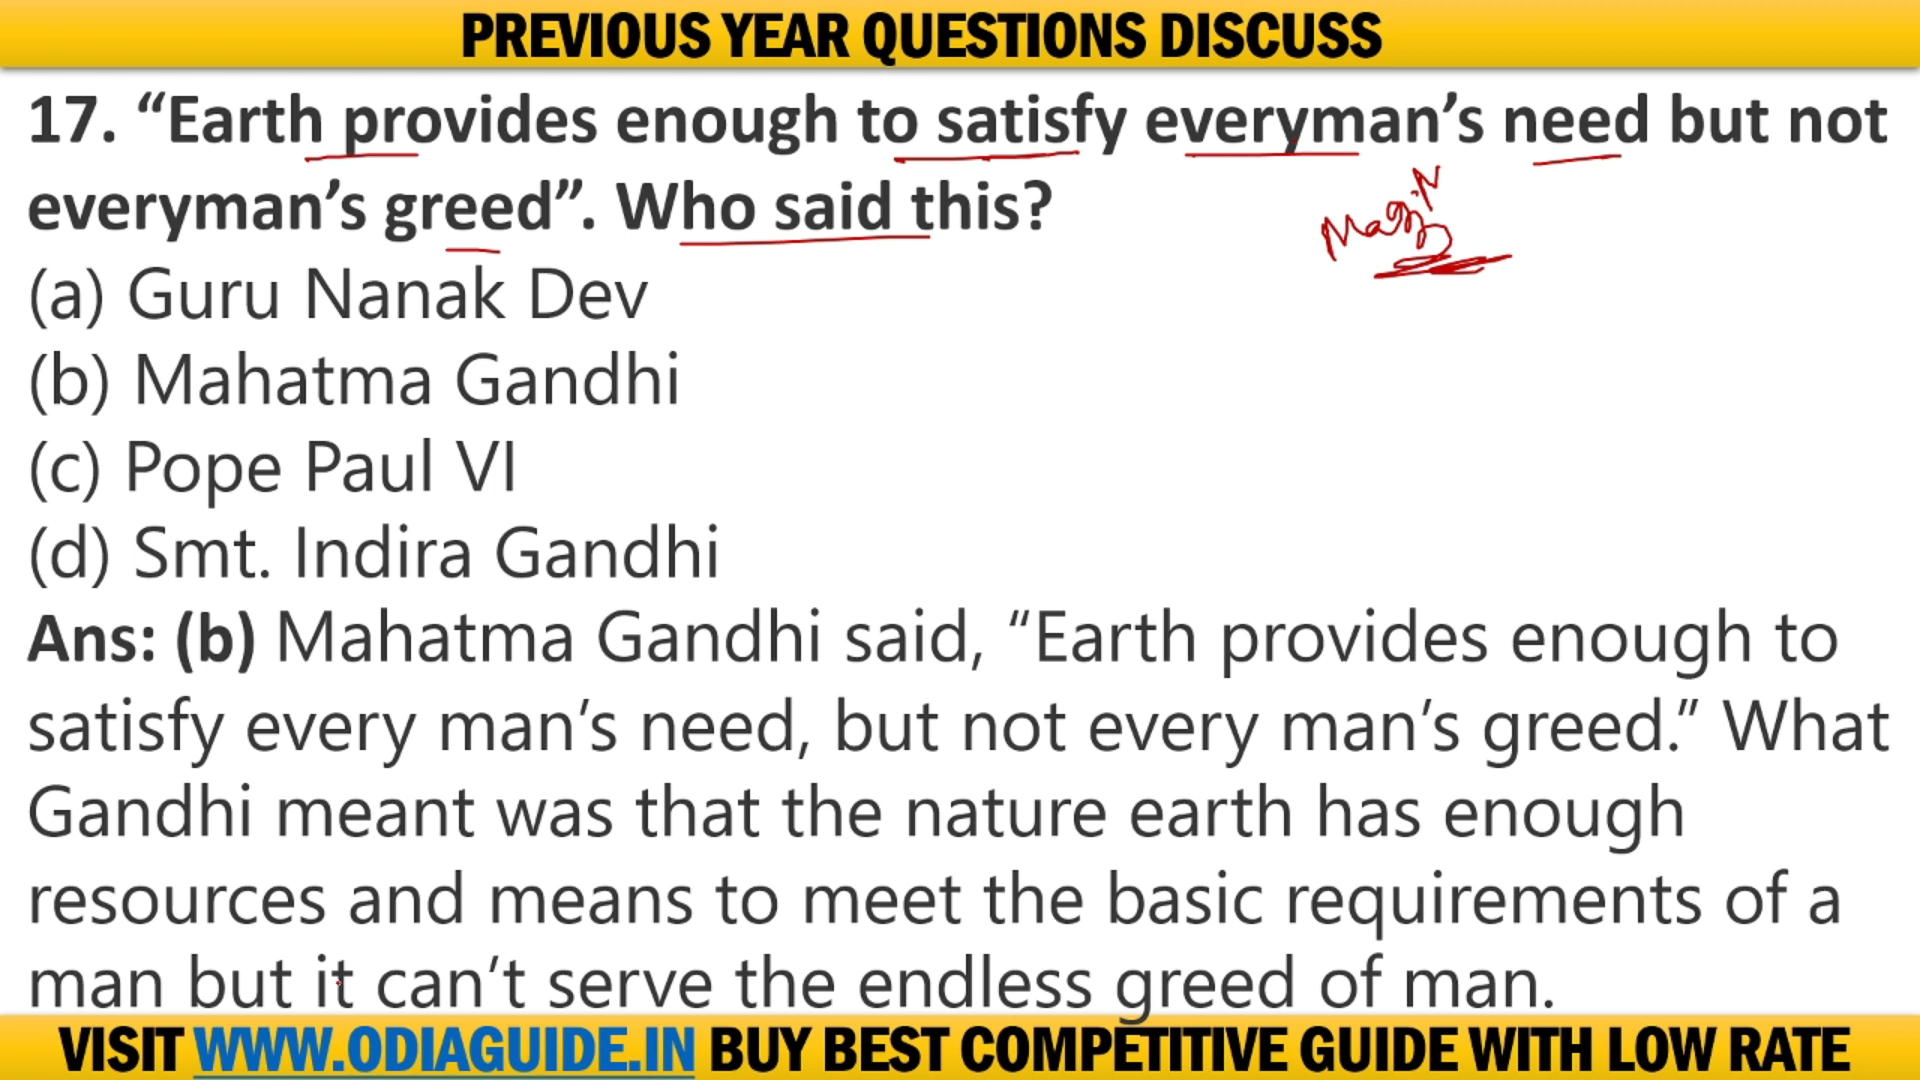 PREVIOUS YEAR QUESTIONS DISCUSS
17. “Earth provides enough to satisfy everyman’s need but not
everyman’s greed”. Who said this?
(a) Guru Nanak Dev
(b) Mahatma Gandhi
(c) Pope Paul VI
(d) Smt. Indira Gandhi
Ans: (b) Mahatma Gandhi said, “Earth provides enough to
satisfy every man’s need, but not every man’s greed.” What
Gandhi meant was that the nature earth has enough
resources and means to meet the basic requirements of a
man but it can’t serve the endless greed of man.
VISIT WWW.ODIAGUIDE.IN BUY BEST COMPETITIVE GUIDE WITH LOW RATE